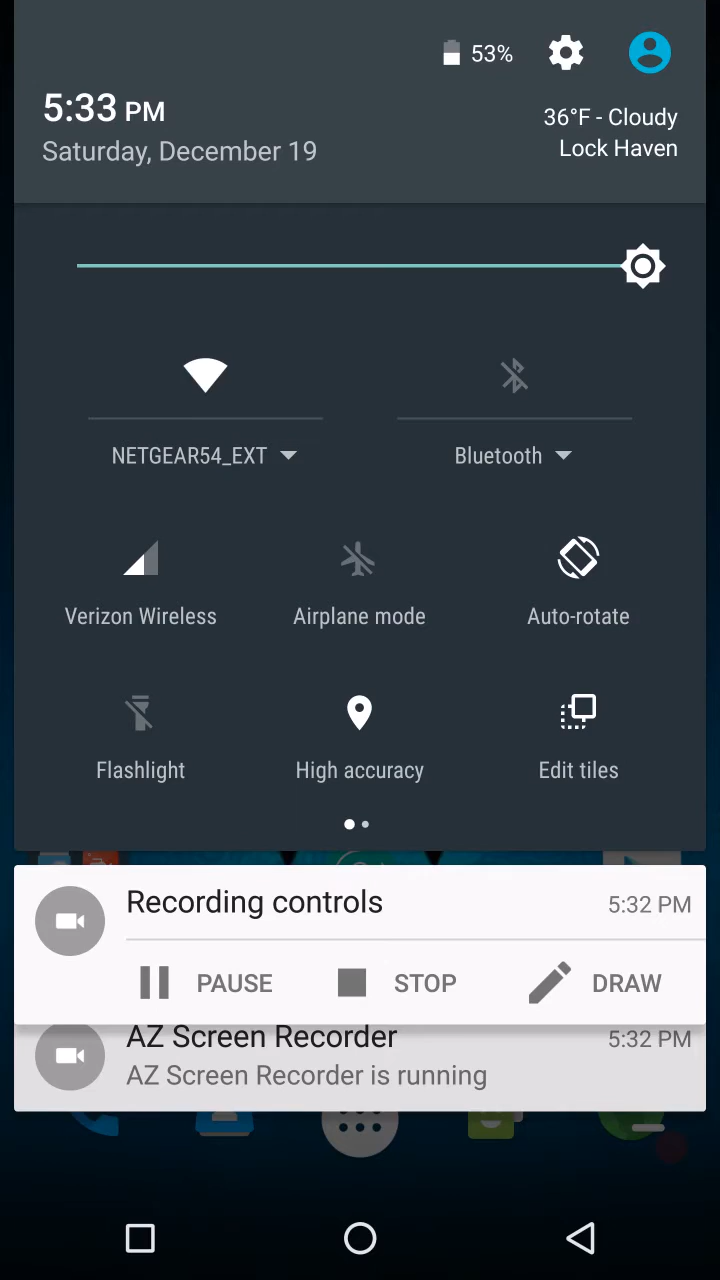 53%
5:33 PM
Saturday, December 19
36°F - Cloudy
Lock Haven
NETGEAR54_EXT
Bluetooth
Verizon Wireless
Airplane mode
Auto-rotate
Flashlight
High accuracy
Edit tiles
Recording controls
5:32 PM
PAUSE
STOP
DRAW
AZ Screen Recorder
5:32 PM
AZ Screen Recorder is running